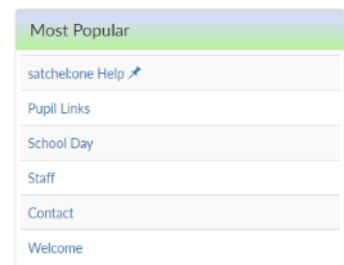 Most Popular
satchel:one Help
Pupil Links
School Day
Staff
Contact
Welcome